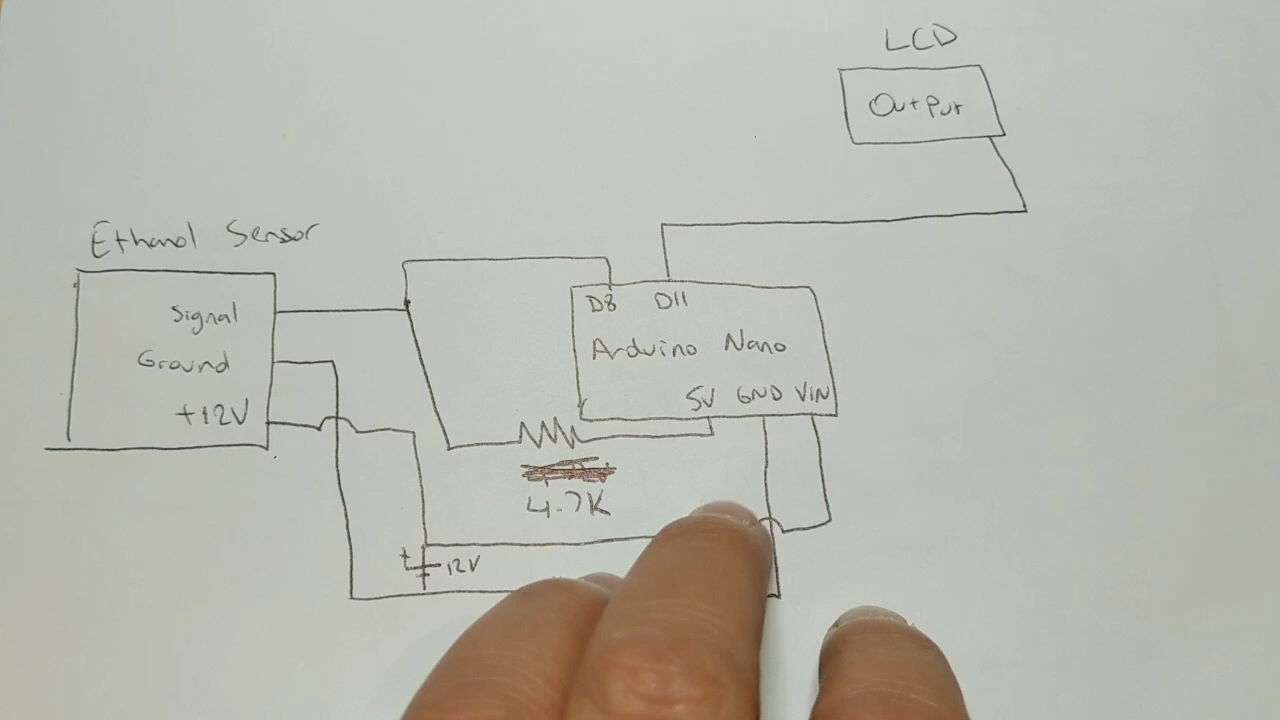 LCD
Output
Ethanol Sensor
Signal
Ground
+12V
D8 D11
Arduino Nano
5V GND VIN
4.7K
+ 12V